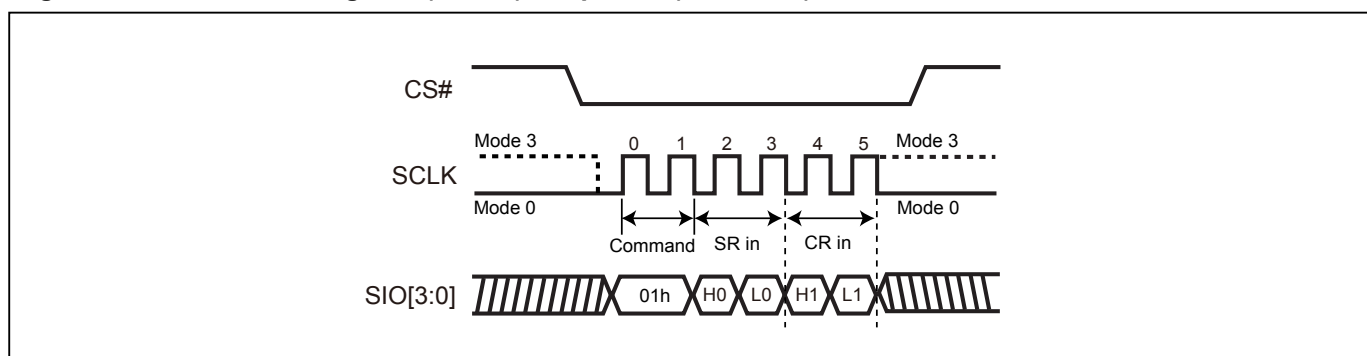 CS#
Mode 3
0 1 2 3 4 5
Mode 3
SCLK
Mode 0
Mode 0
Command
SR in
CR in
SIO[3:0]
01h
H0
L0
H1
L1